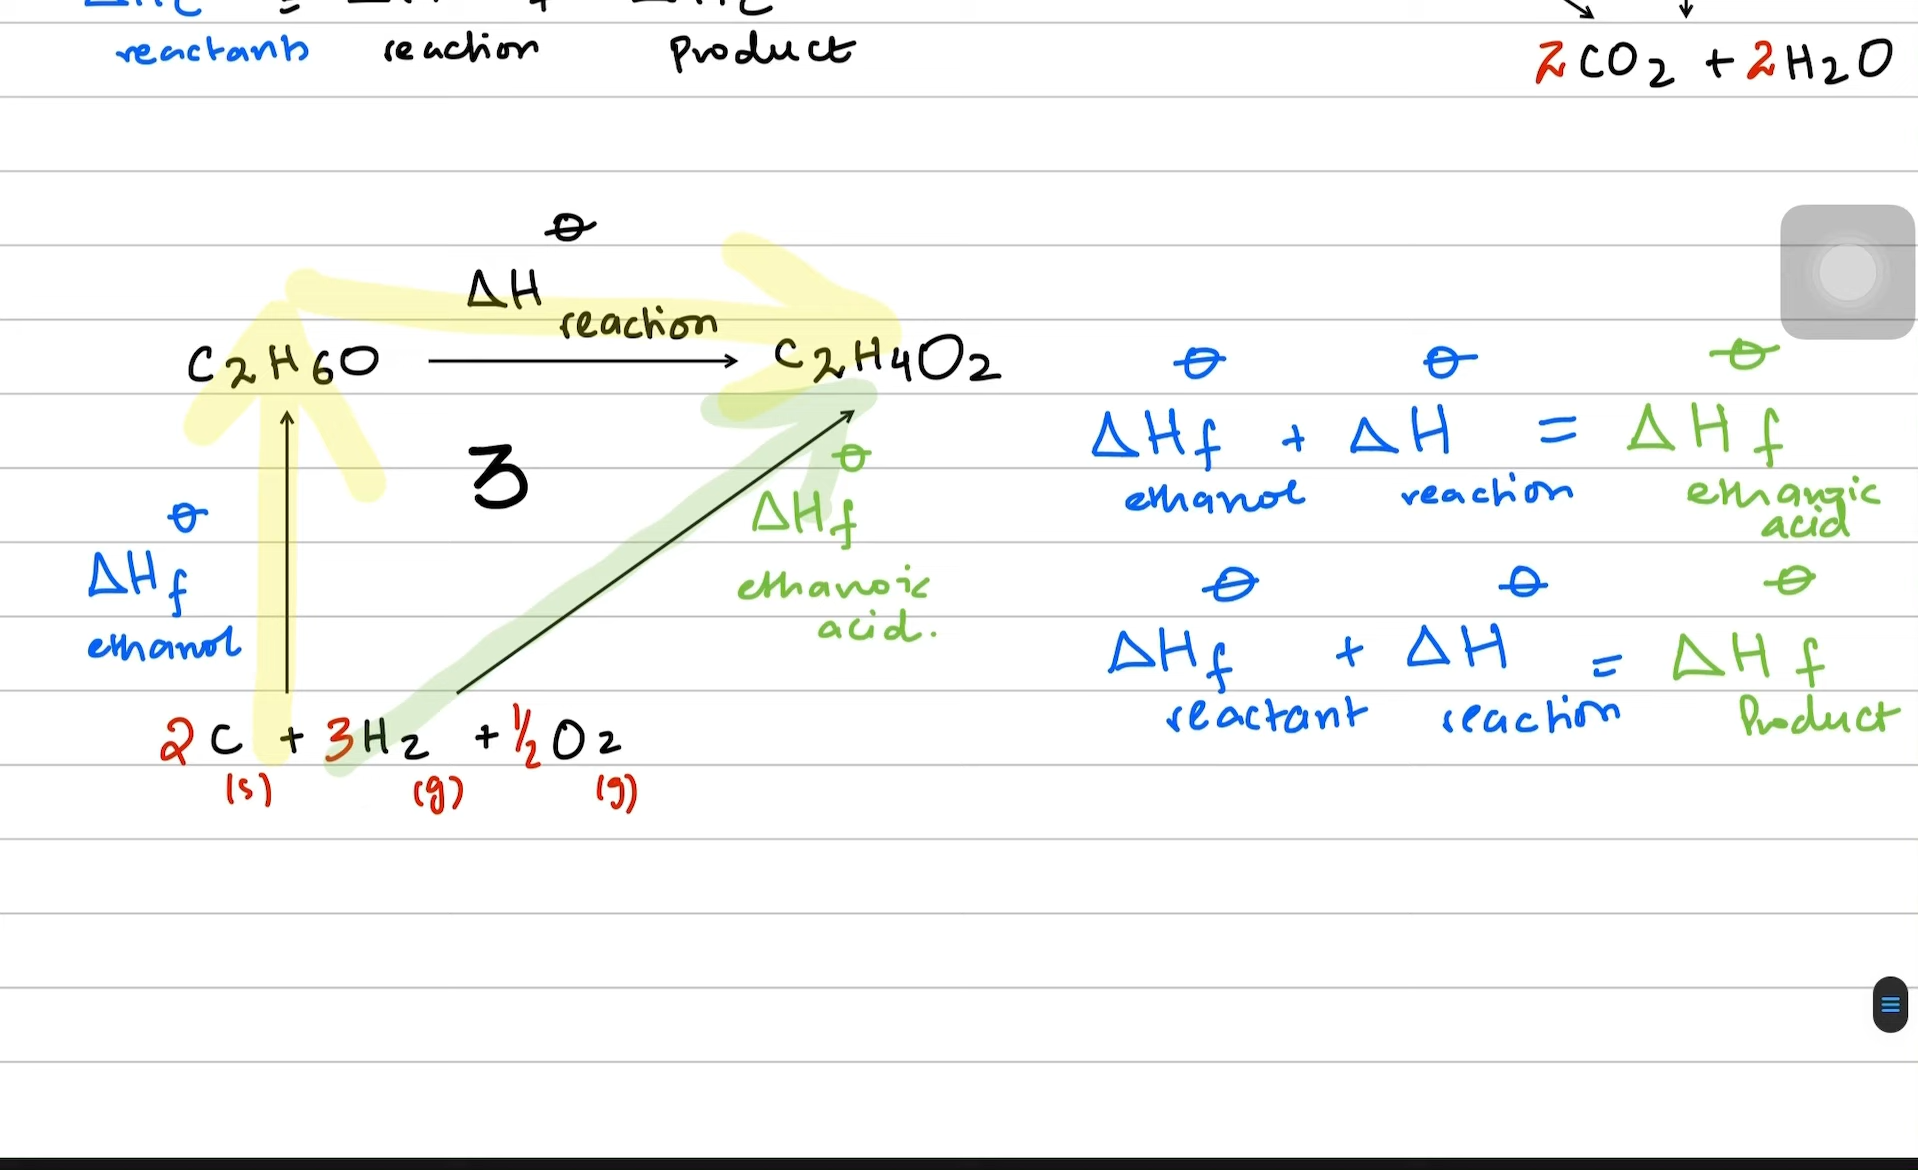 reactants reaction Product
2CO2 + 2H2O
⦵
ΔH
reaction
C2H6O → C2H4O2
3
⦵
ΔHf
ethanol
⦵
ΔHf
ethanoic
acid.
2C + 3H2 + 1/2 O2
(s) (g) (g)
⦵ ⦵ ⦵
ΔHf + ΔH = ΔHf
ethanol reaction ethanoic
acid
⦵ ⦵ ⦵
ΔHf + ΔH = ΔHf
reactant reaction Product